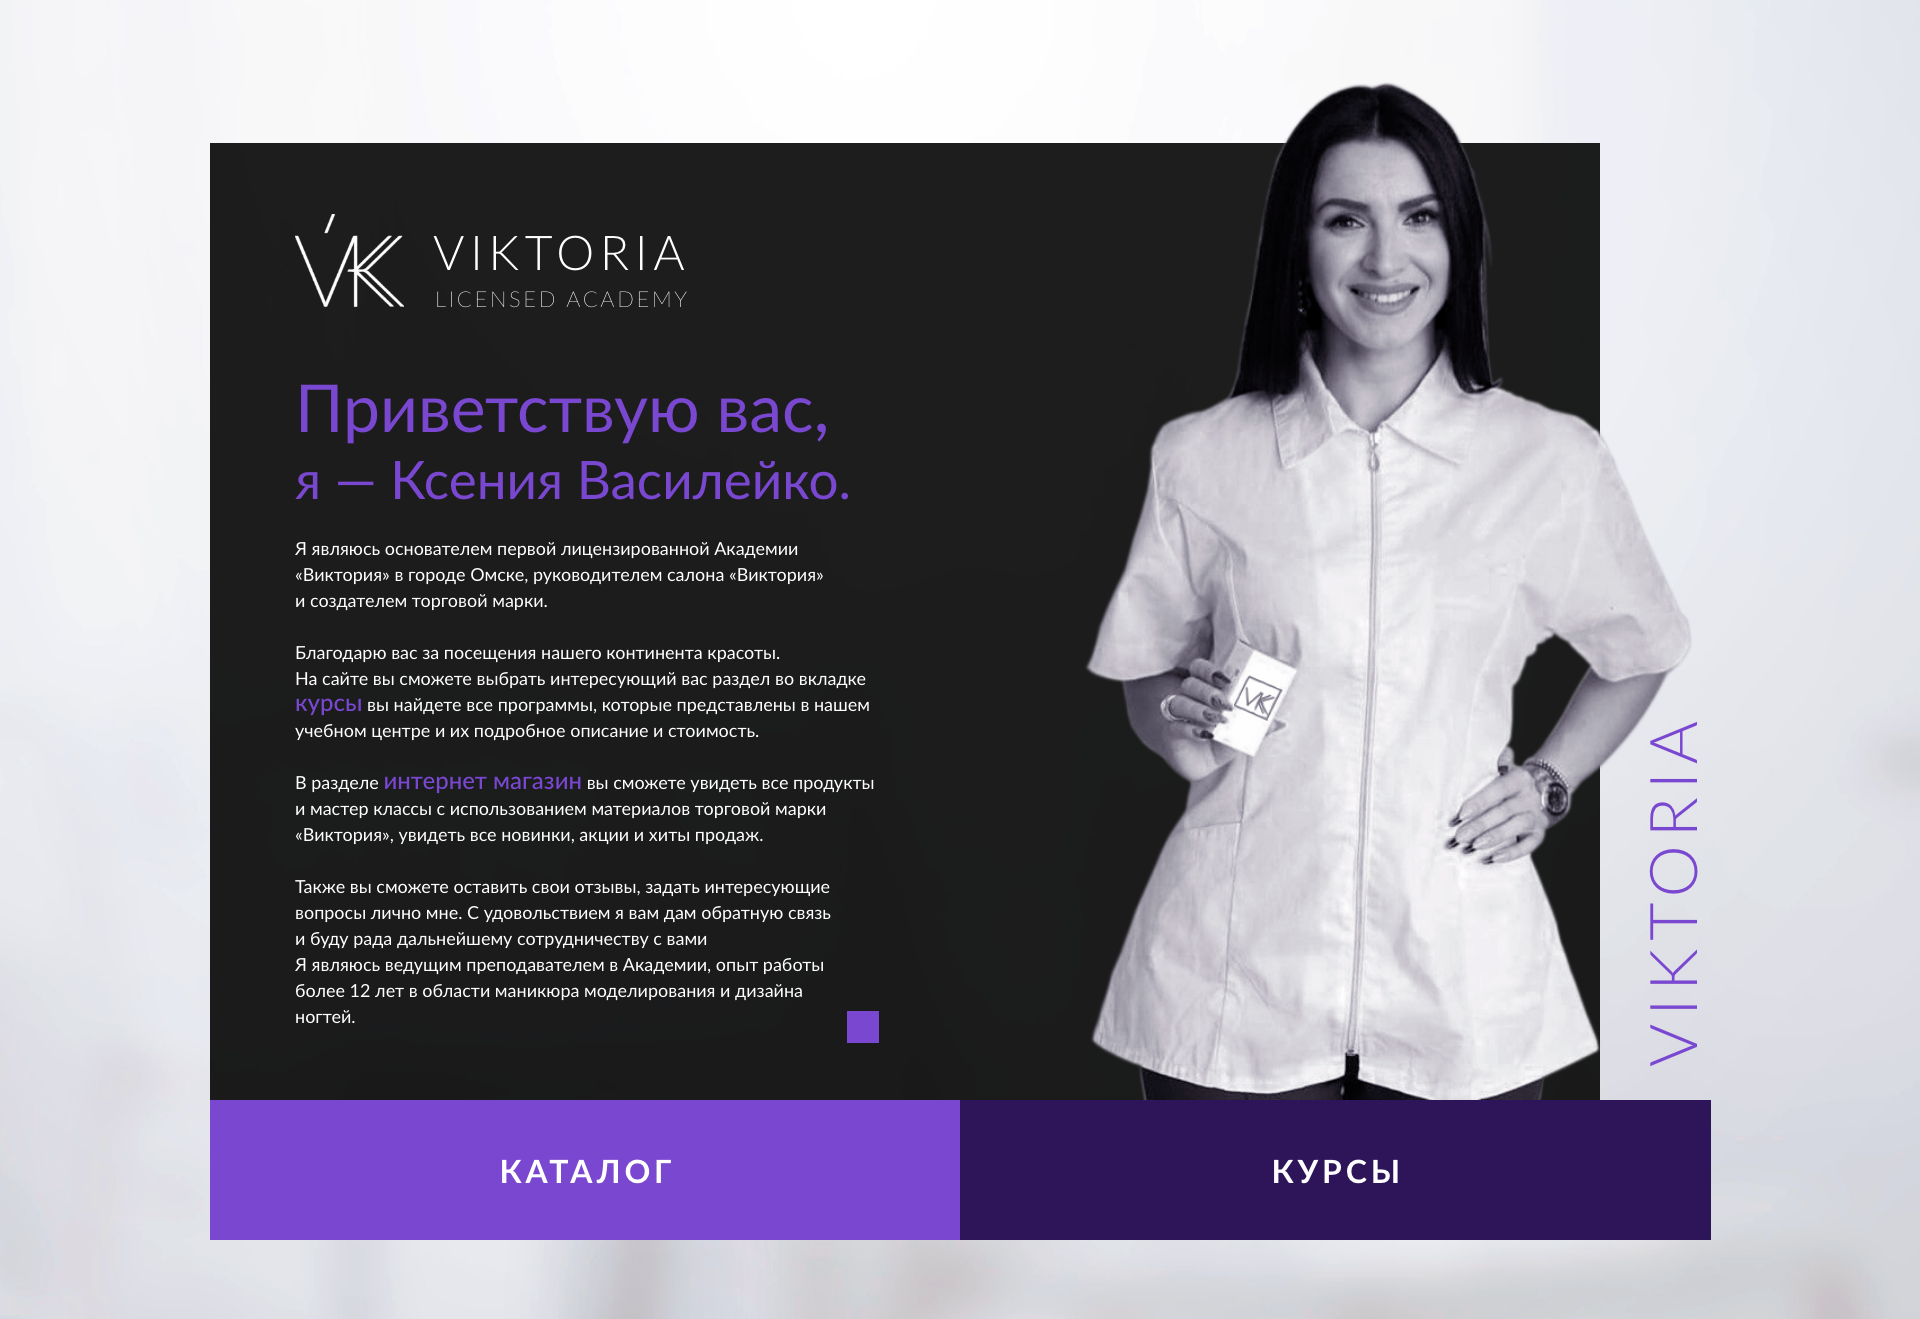 VK
VIKTORIA
LICENSED ACADEMY
Приветствую вас,
я — Ксения Василейко.
Я являюсь основателем первой лицензированной Академии
«Виктория» в городе Омске, руководителем салона «Виктория»
и создателем торговой марки.
Благодарю вас за посещения нашего континента красоты.
На сайте вы сможете выбрать интересующий вас раздел во вкладке
курсы вы найдете все программы, которые представлены в нашем
учебном центре и их подробное описание и стоимость.
В разделе интернет магазин вы сможете увидеть все продукты
и мастер классы с использованием материалов торговой марки
«Виктория», увидеть все новинки, акции и хиты продаж.
Также вы сможете оставить свои отзывы, задать интересующие
вопросы лично мне. С удовольствием я вам дам обратную связь
и буду рада дальнейшему сотрудничеству с вами
Я являюсь ведущим преподавателем в Академии, опыт работы
более 12 лет в области маникюра моделирования и дизайна
ногтей.
VK
VIKTORIA
КАТАЛОГ
КУРСЫ